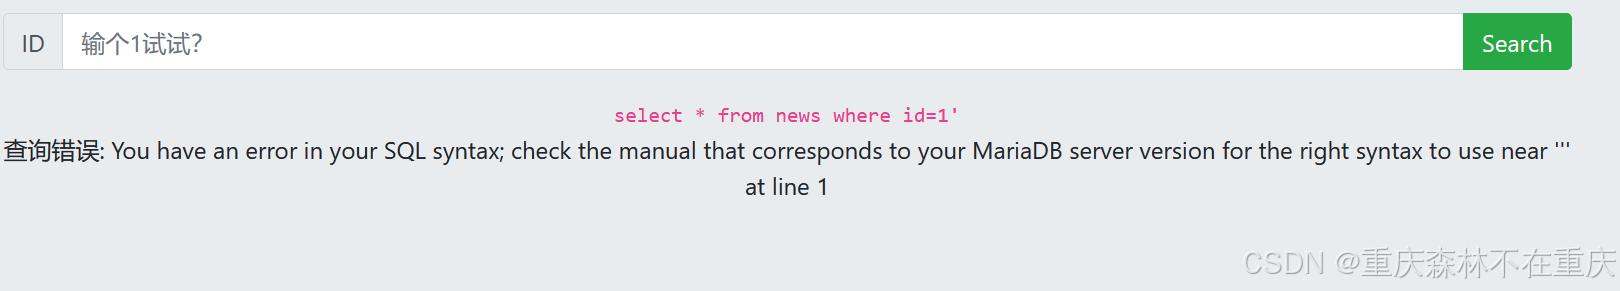 ID 输个1试试? Search
select * from news where id=1'
查询错误: You have an error in your SQL syntax; check the manual that corresponds to your MariaDB server version for the right syntax to use near '''
at line 1
CSDN @重庆森林不在重庆